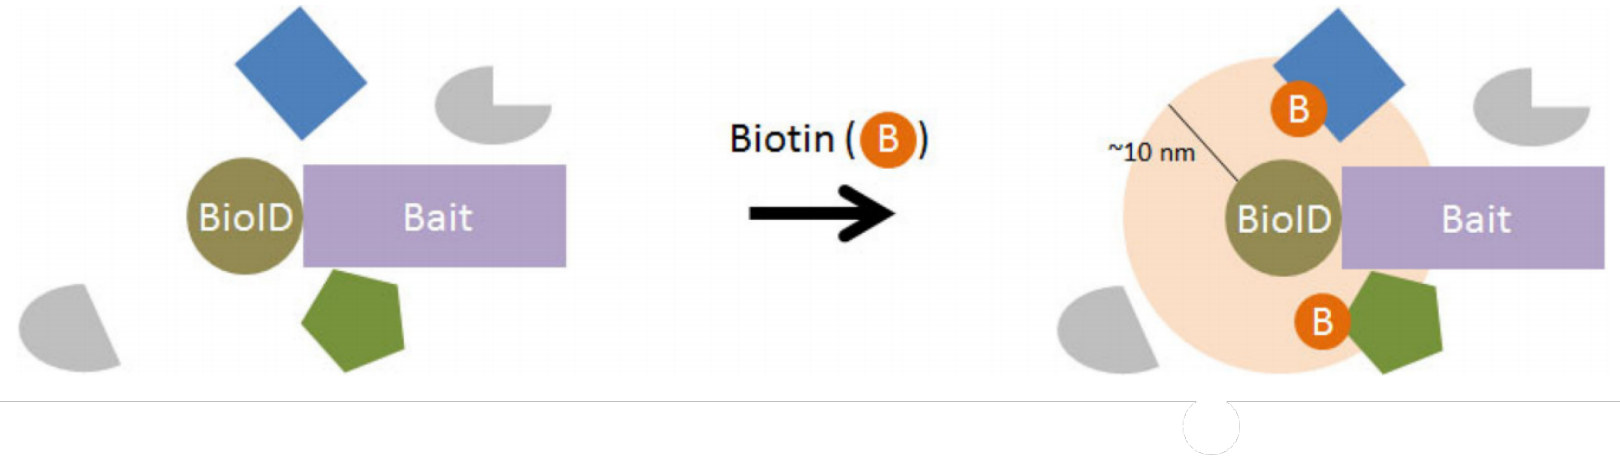 BioID
Bait
Biotin (B)
~10 nm
B
BioID
Bait
B